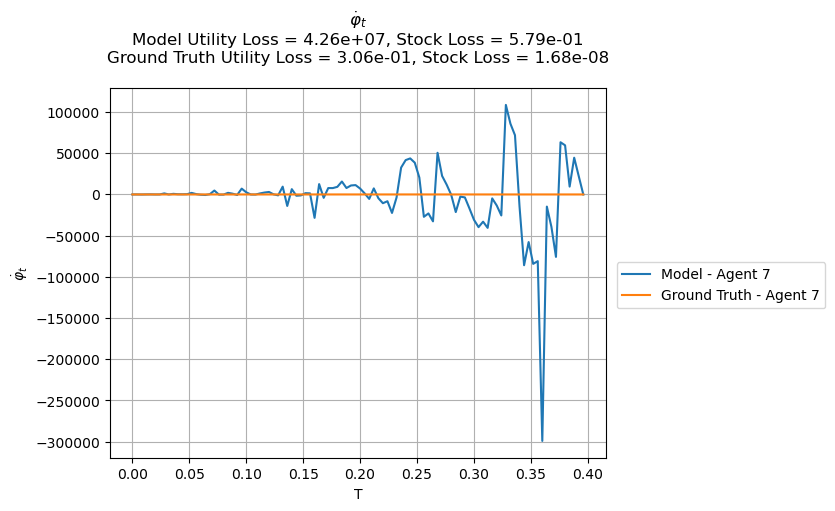 φ̇ₜ
Model Utility Loss = 4.26e+07, Stock Loss = 5.79e-01
Ground Truth Utility Loss = 3.06e-01, Stock Loss = 1.68e-08
100000
50000
0
−50000
−100000
−150000
−200000
−250000
−300000
φ̇ₜ
0.00 0.05 0.10 0.15 0.20 0.25 0.30 0.35 0.40
T
Model - Agent 7
Ground Truth - Agent 7